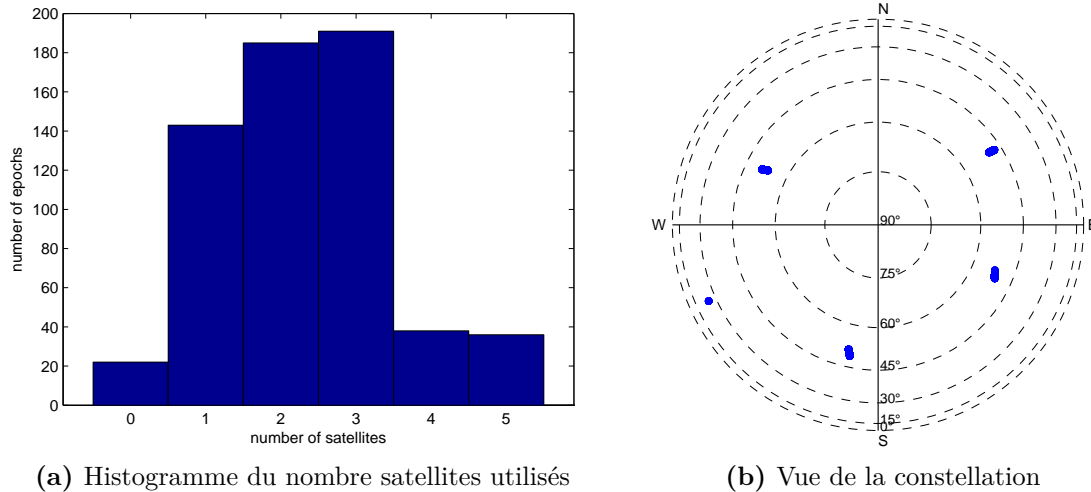 200
180
160
140
120
100
80
60
40
20
0
number of epochs
0 1 2 3 4 5
number of satellites
(a) Histogramme du nombre satellites utilisés
N
W
E
S
90°
75°
60°
45°
30°
15°
0°
(b) Vue de la constellation